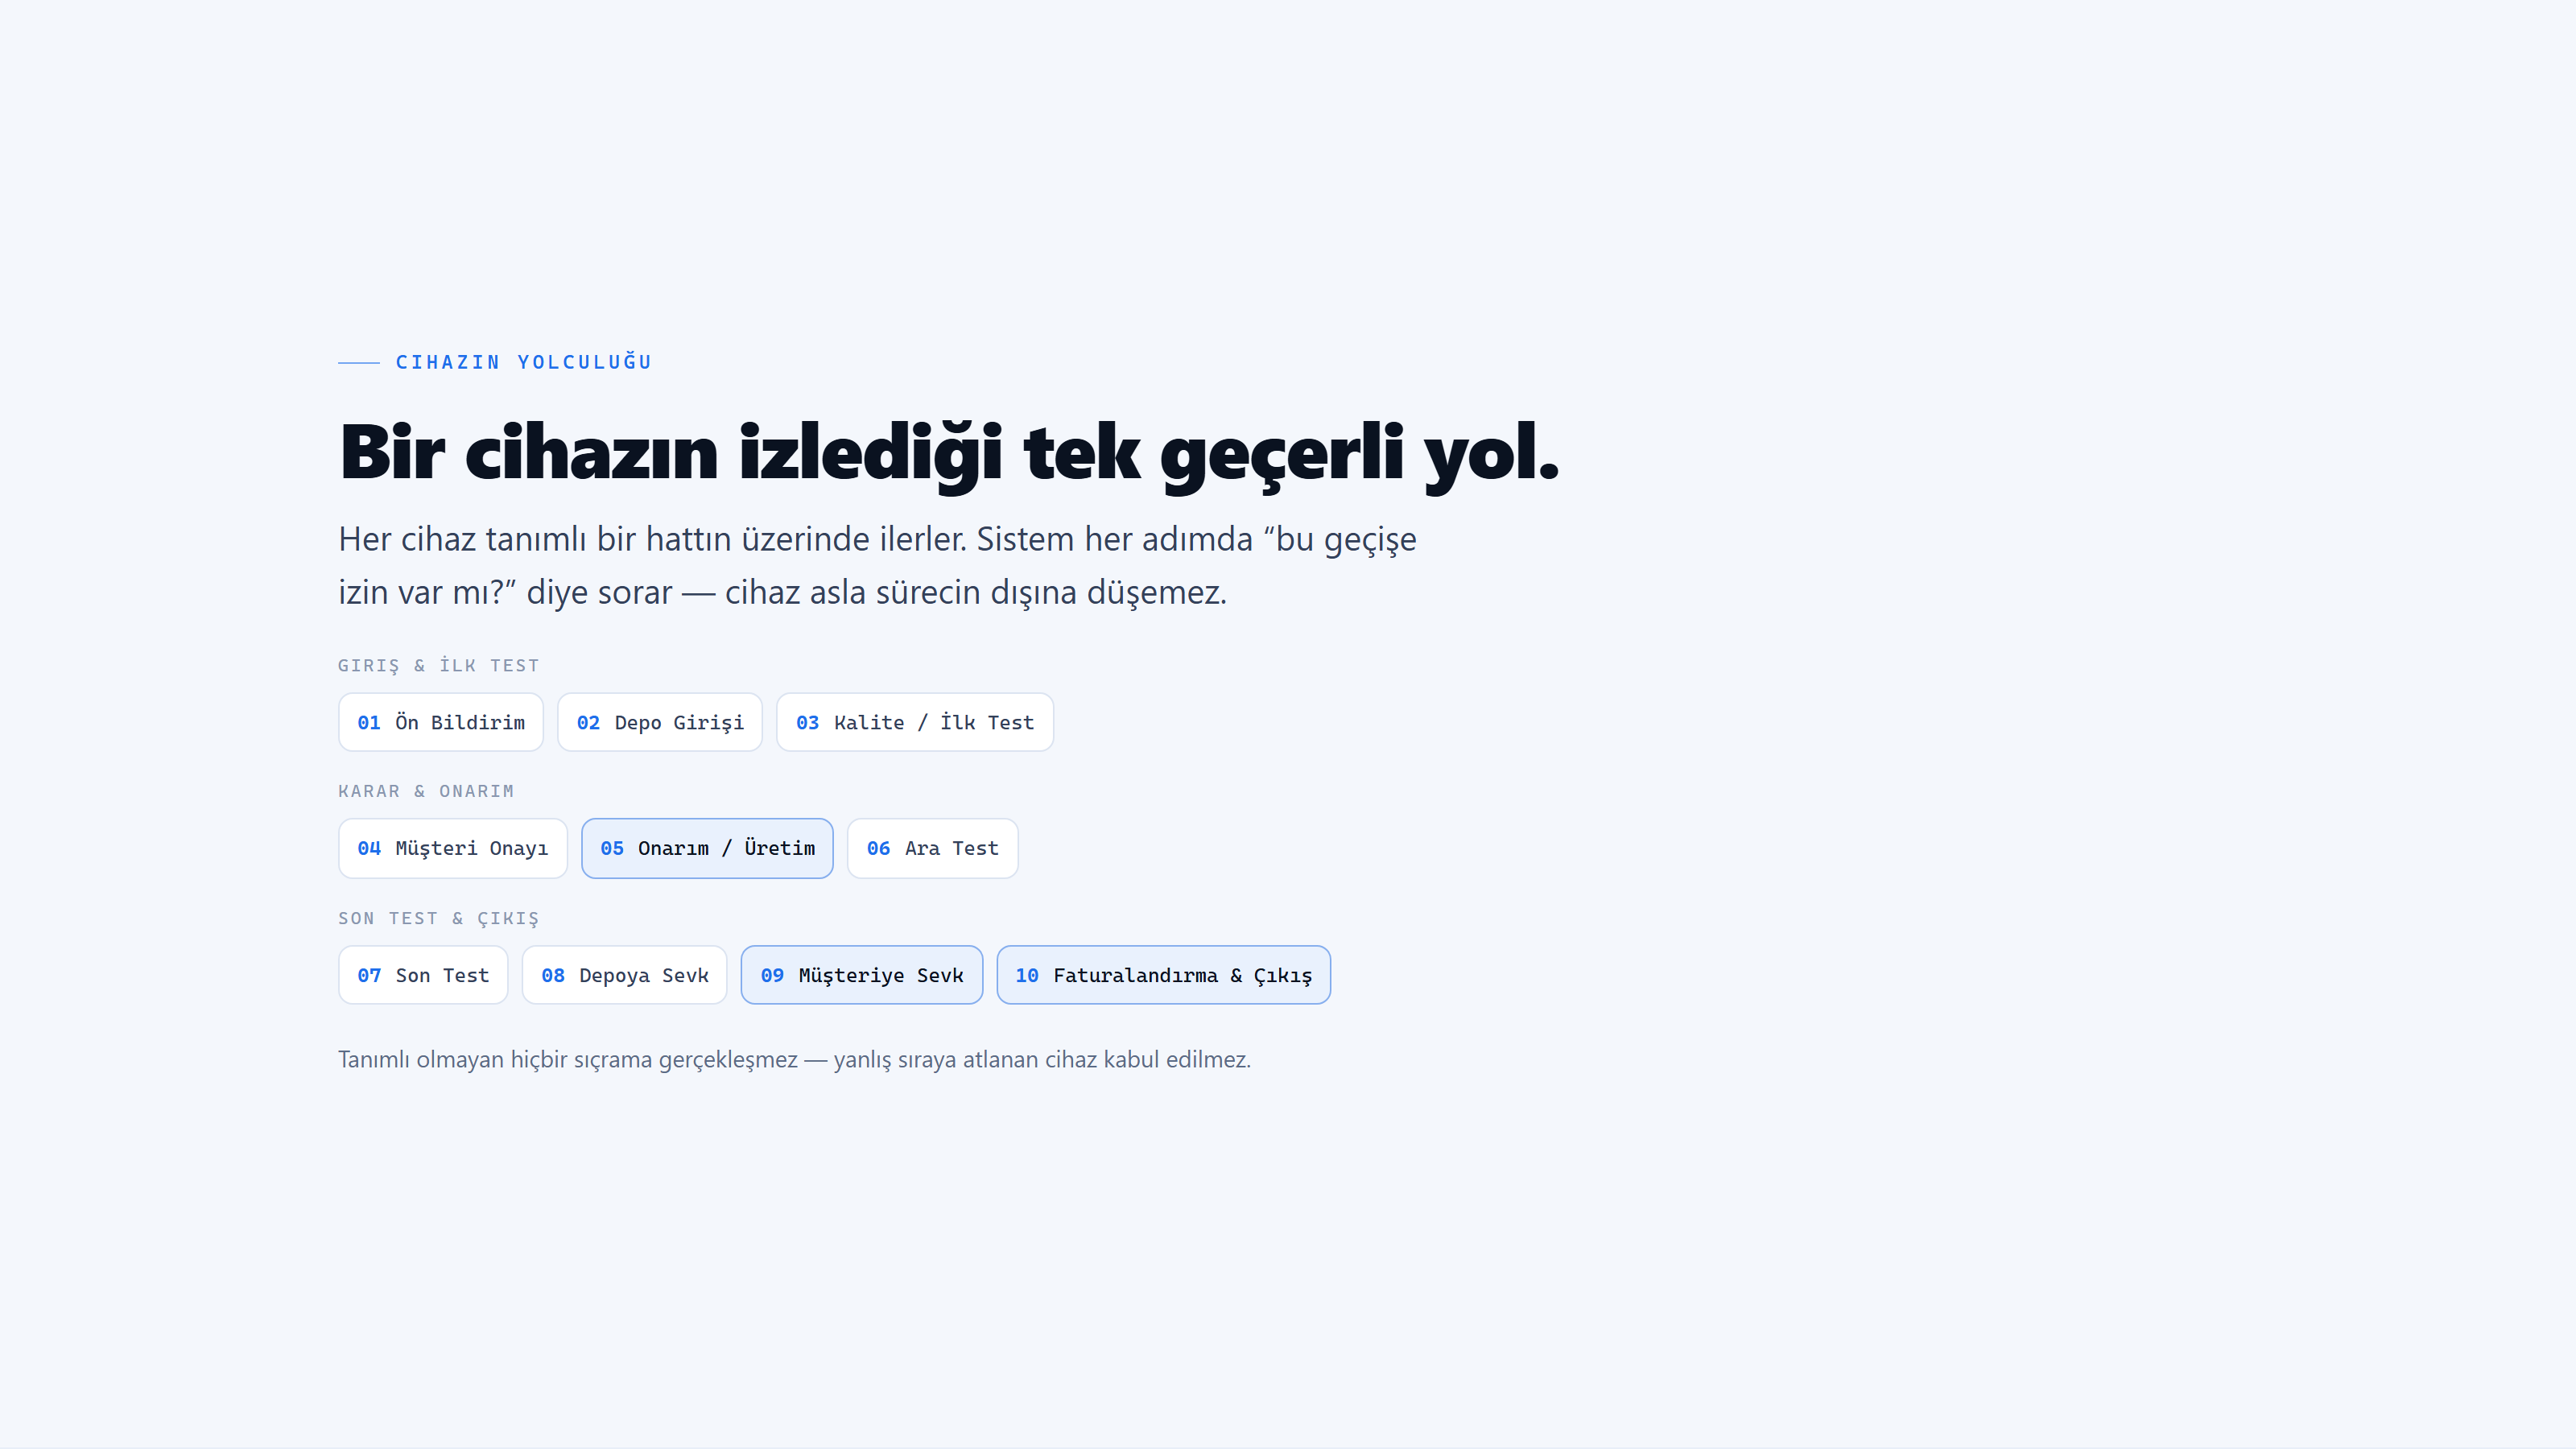 CIHAZIN YOLCULUĞU
Bir cihazın izlediği tek geçerli yol.
Her cihaz tanımlı bir hattın üzerinde ilerler. Sistem her adımda “bu geçişe
izin var mı?” diye sorar — cihaz asla sürecin dışına düşemez.
GIRIŞ & İLK TEST
01 Ön Bildirim 02 Depo Girişi 03 Kalite / İlk Test
KARAR & ONARIM
04 Müşteri Onayı 05 Onarım / Üretim 06 Ara Test
SON TEST & ÇIKIŞ
07 Son Test 08 Depoya Sevk 09 Müşteriye Sevk 10 Faturalandırma & Çıkış
Tanımlı olmayan hiçbir sıçrama gerçekleşmez — yanlış sıraya atlanan cihaz kabul edilmez.